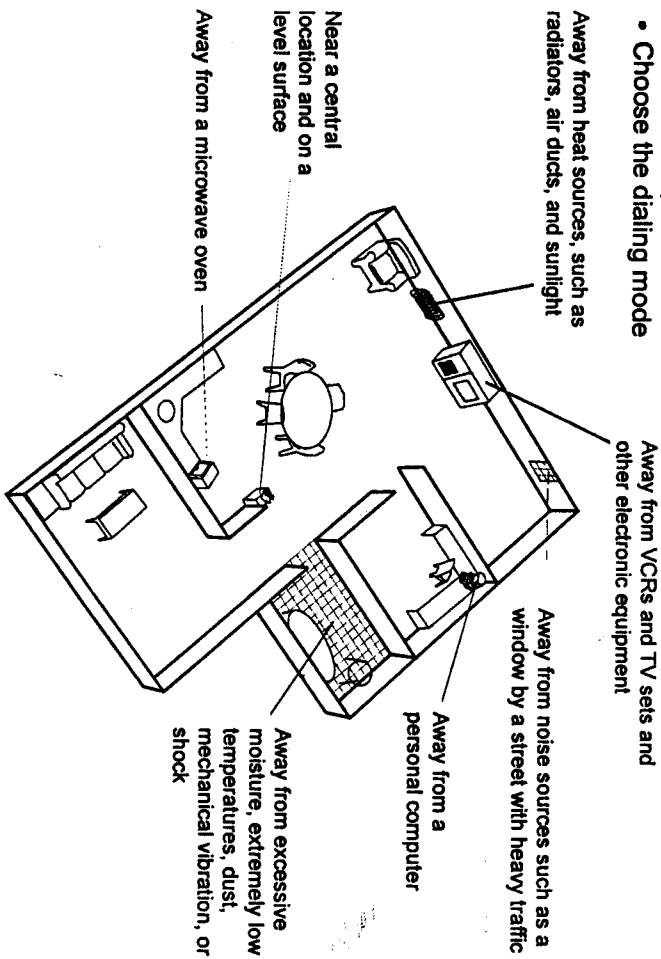 • Choose the dialing mode
Away from heat sources, such as
radiators, air ducts, and sunlight
Away from VCRs and TV sets and
other electronic equipment
Away from noise sources such as a
window by a street with heavy traffic
Near a central
location and on a
level surface
Away from a
personal computer
Away from a microwave oven
Away from excessive
moisture, extremely low
temperatures, dust,
mechanical vibration, or
shock